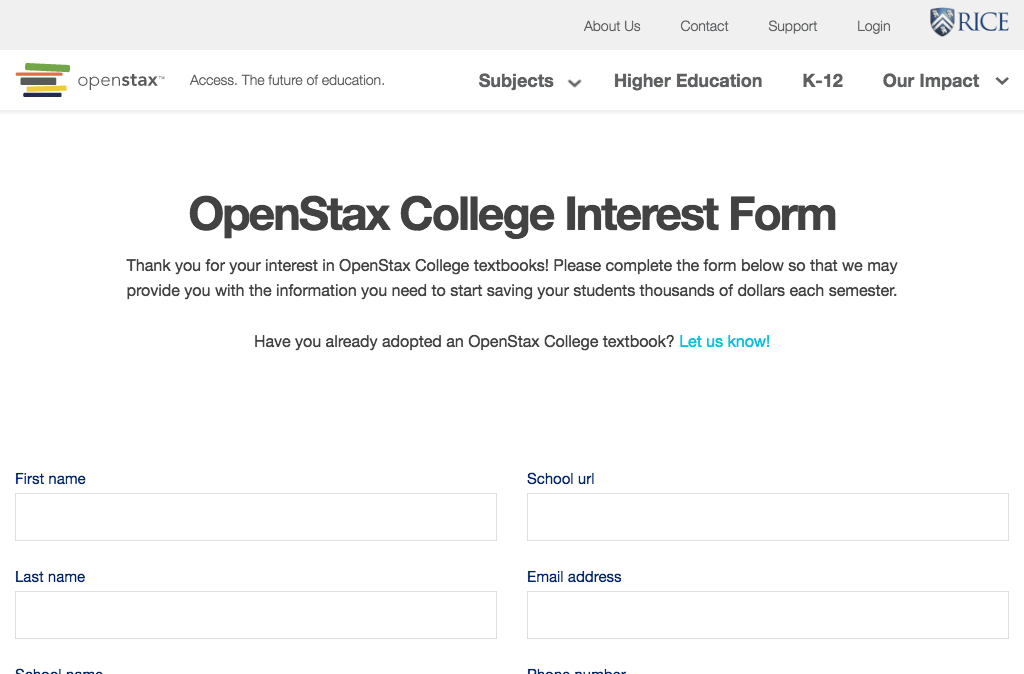 About Us Contact Support Login RICE
openstax™ Access. The future of education. Subjects Higher Education K-12 Our Impact
OpenStax College Interest Form
Thank you for your interest in OpenStax College textbooks! Please complete the form below so that we may
provide you with the information you need to start saving your students thousands of dollars each semester.
Have you already adopted an OpenStax College textbook? Let us know!
First name School url
Last name Email address
School name Phone number